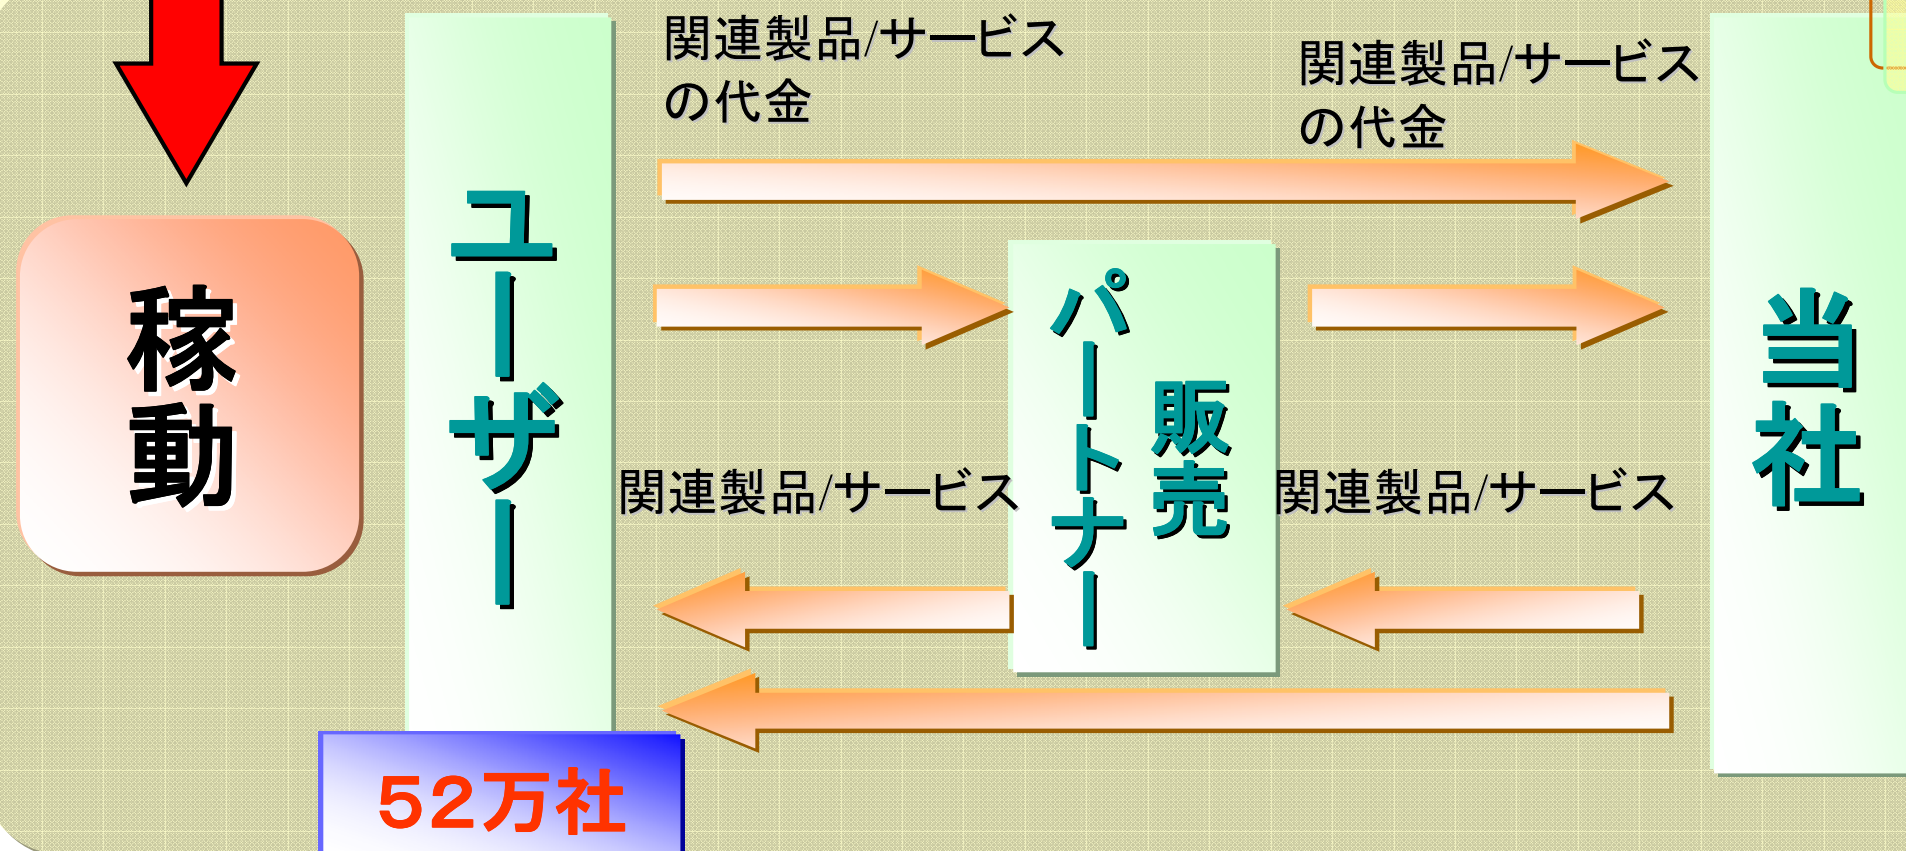 関連製品/サービス
の代金
関連製品/サービス
の代金
稼動
ユーザー
販売
パートナー
当社
関連製品/サービス
関連製品/サービス
52万社